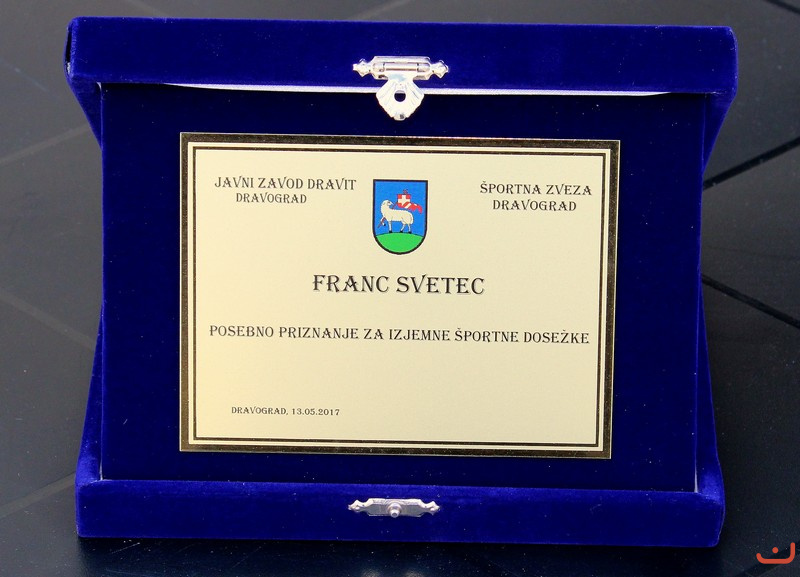 JAVNI ZAVOD DRAVIT
DRAVOGRAD
ŠPORTNA ZVEZA
DRAVOGRAD
FRANC SVETEC
POSEBNO PRIZNANJE ZA IZJEMNE ŠPORTNE DOSEŽKE
DRAVOGRAD, 13.05.2017